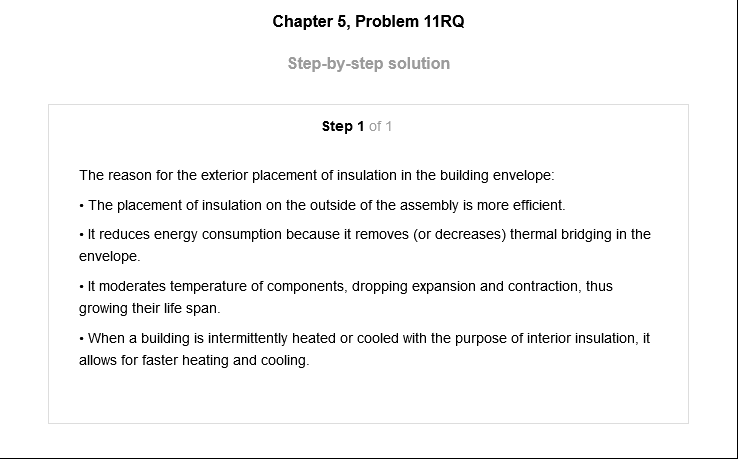 Chapter 5, Problem 11RQ
Step-by-step solution
Step 1 of 1
The reason for the exterior placement of insulation in the building envelope:
• The placement of insulation on the outside of the assembly is more efficient.
• It reduces energy consumption because it removes (or decreases) thermal bridging in the
envelope.
• It moderates temperature of components, dropping expansion and contraction, thus
growing their life span.
• When a building is intermittently heated or cooled with the purpose of interior insulation, it
allows for faster heating and cooling.